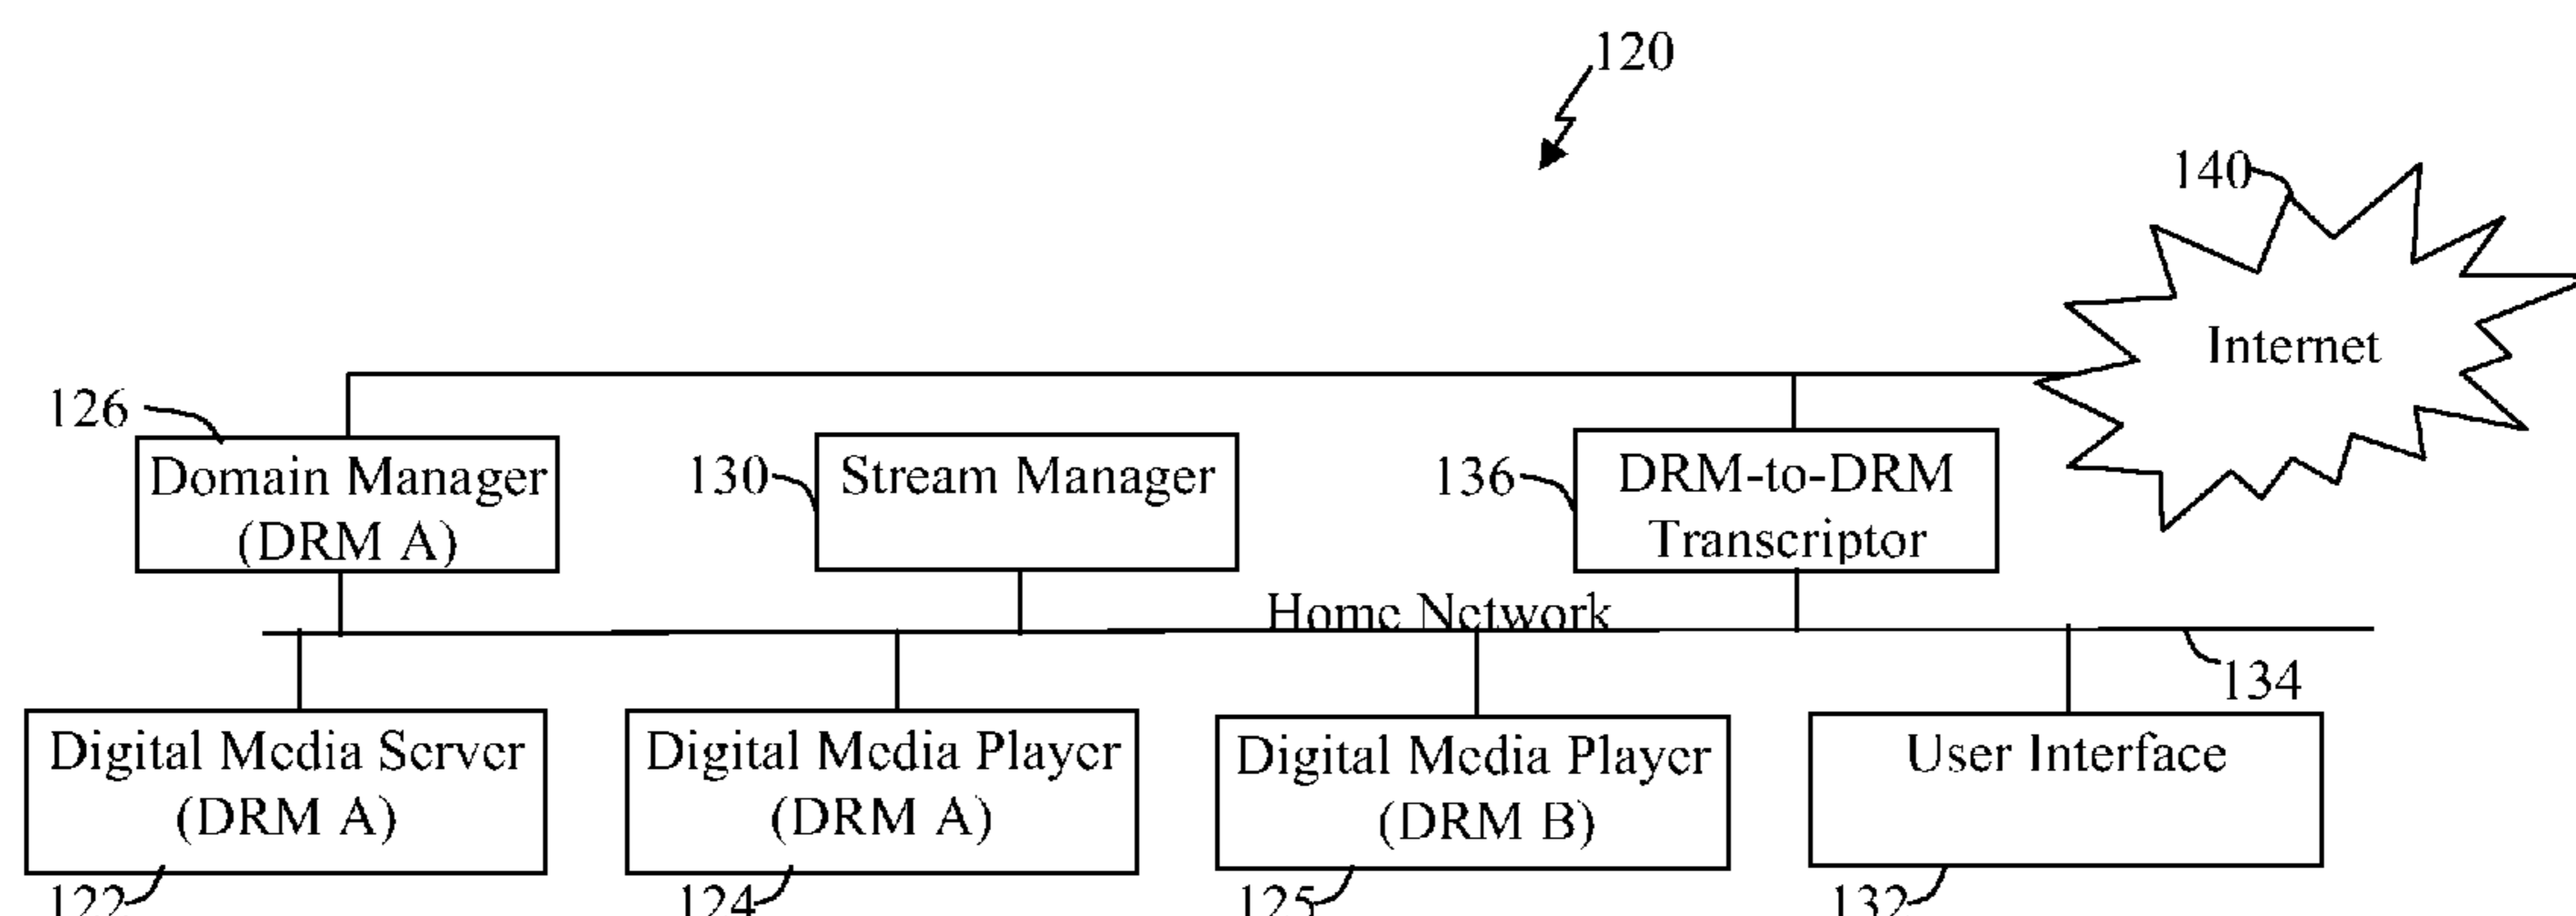 120
140
Internet
126
Domain Manager
(DRM A)
130
Stream Manager
136
DRM-to-DRM
Transcriptor
Home Network
134
Digital Media Server
(DRM A)
122
Digital Media Player
(DRM A)
124
Digital Media Player
(DRM B)
125
User Interface
132